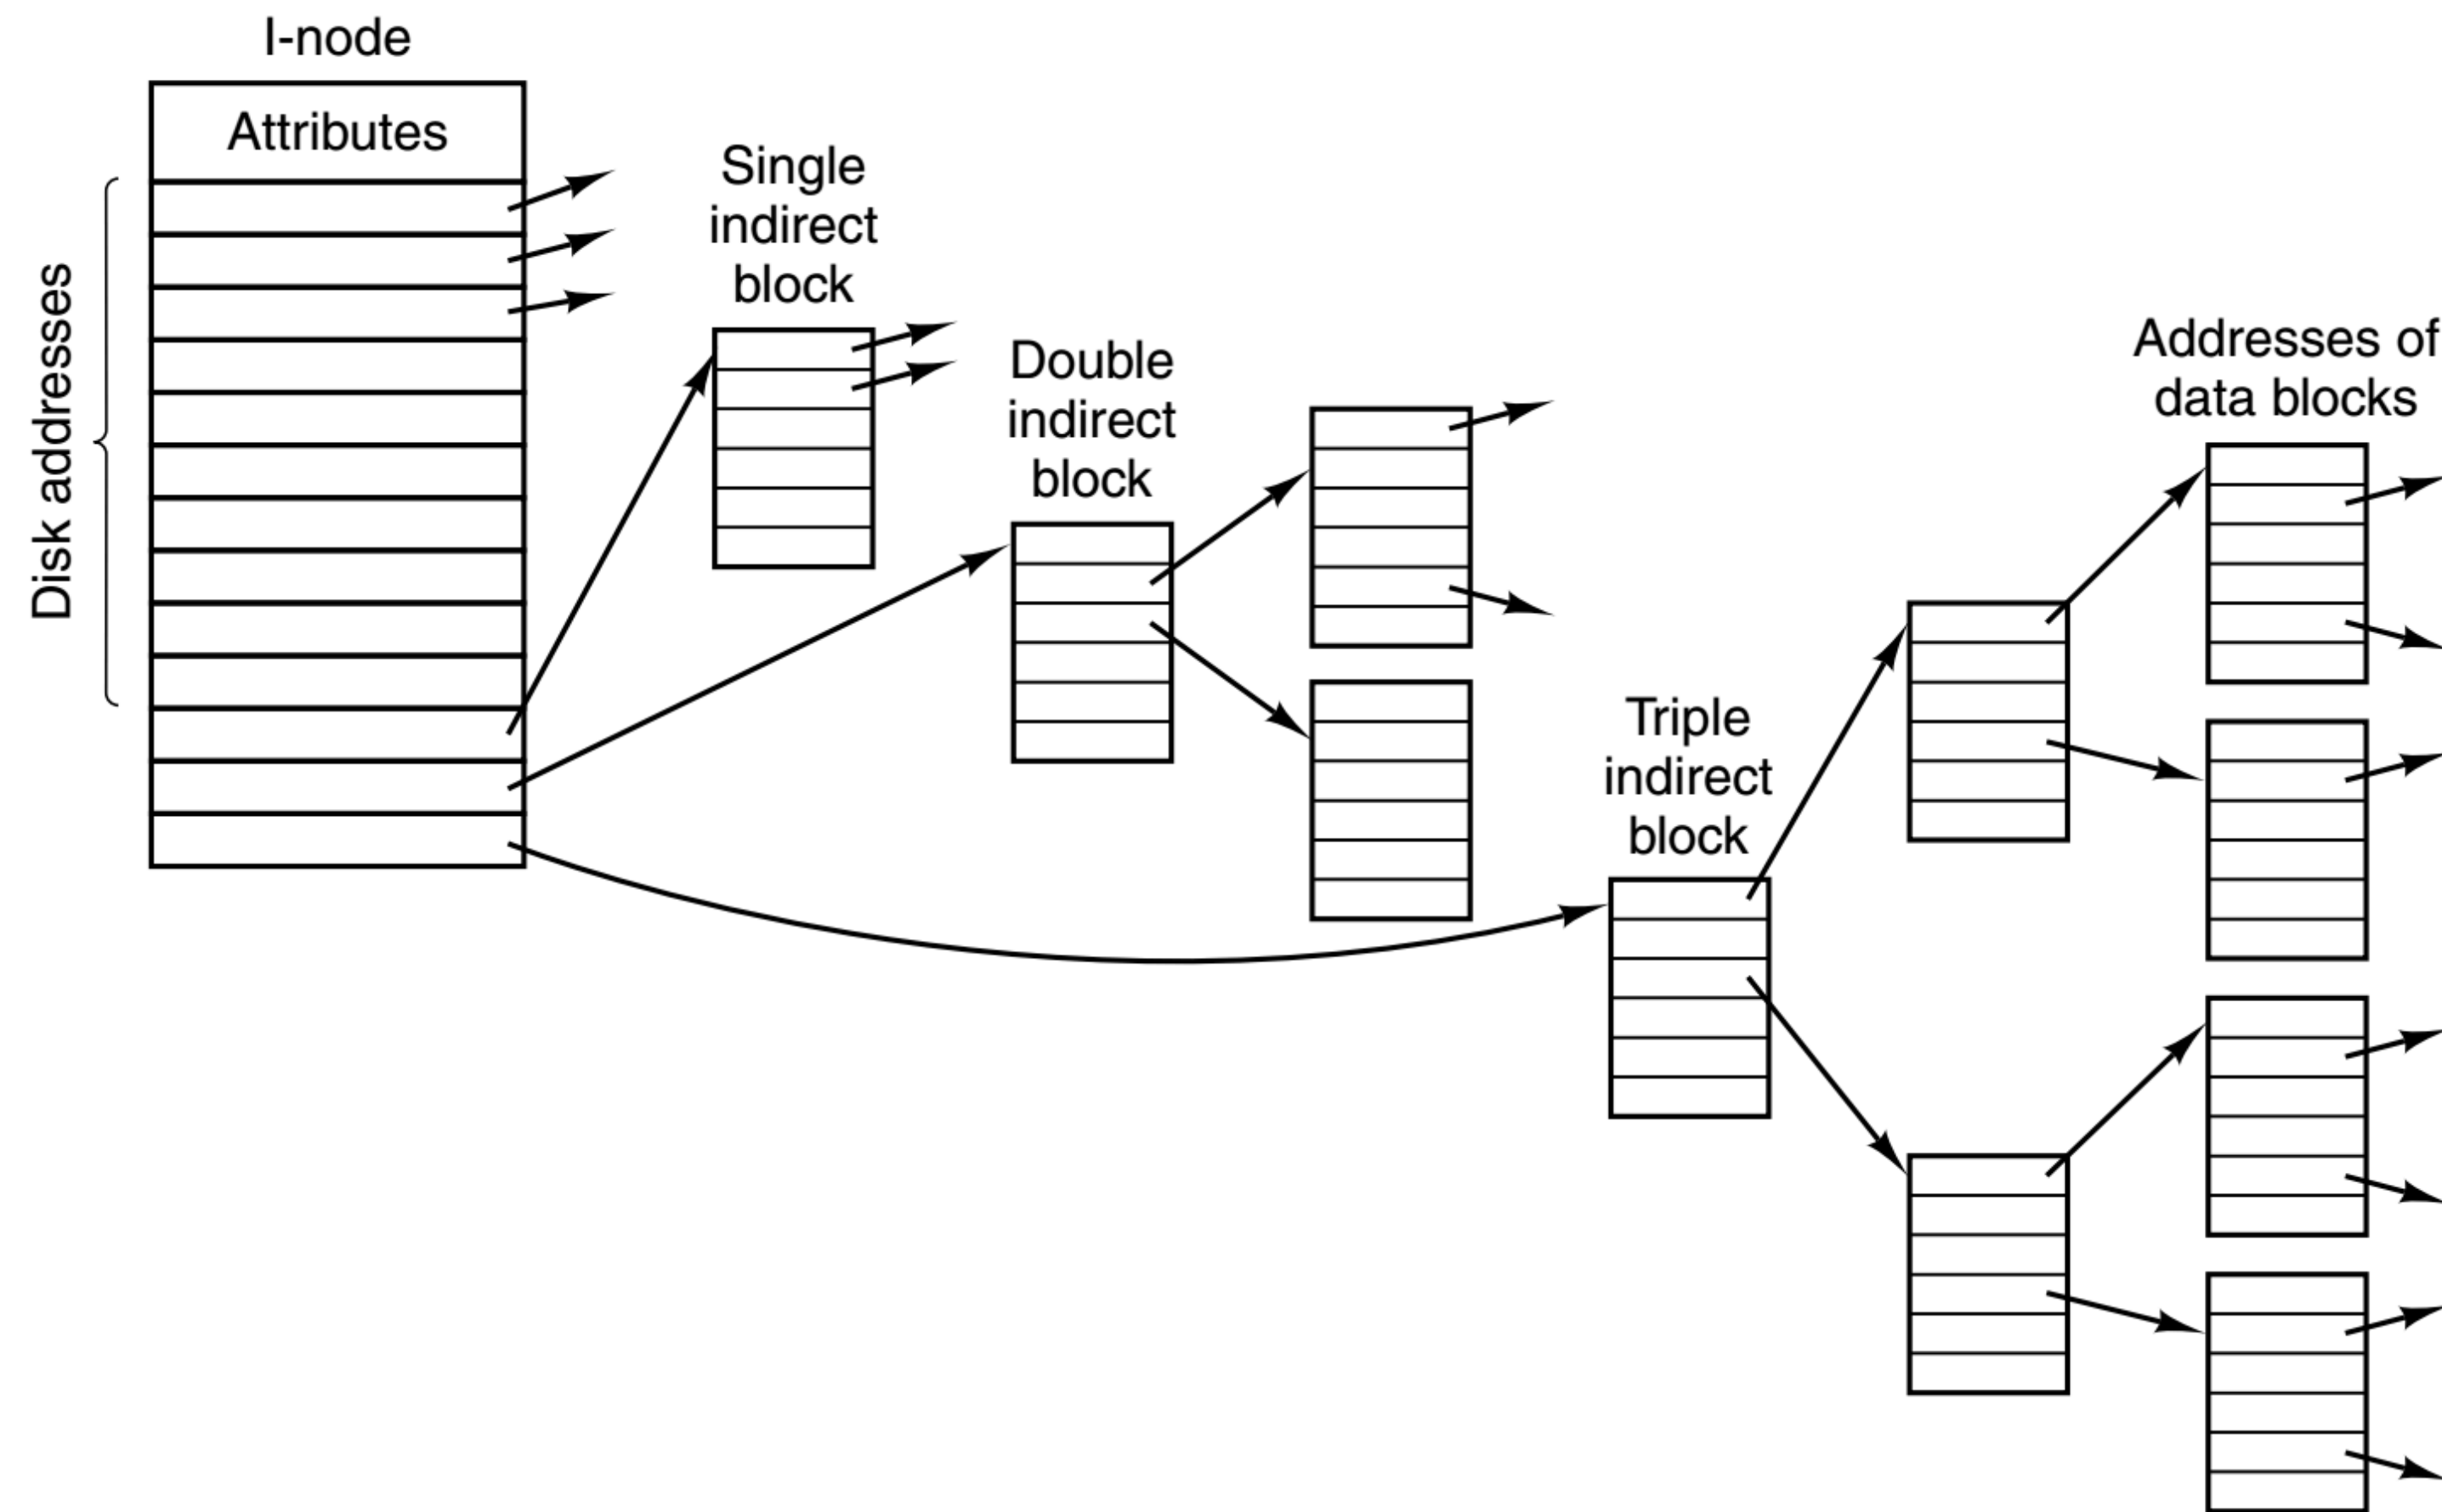 I-node
Attributes
Disk addresses
Single
indirect
block
Double
indirect
block
Triple
indirect
block
Addresses of
data blocks